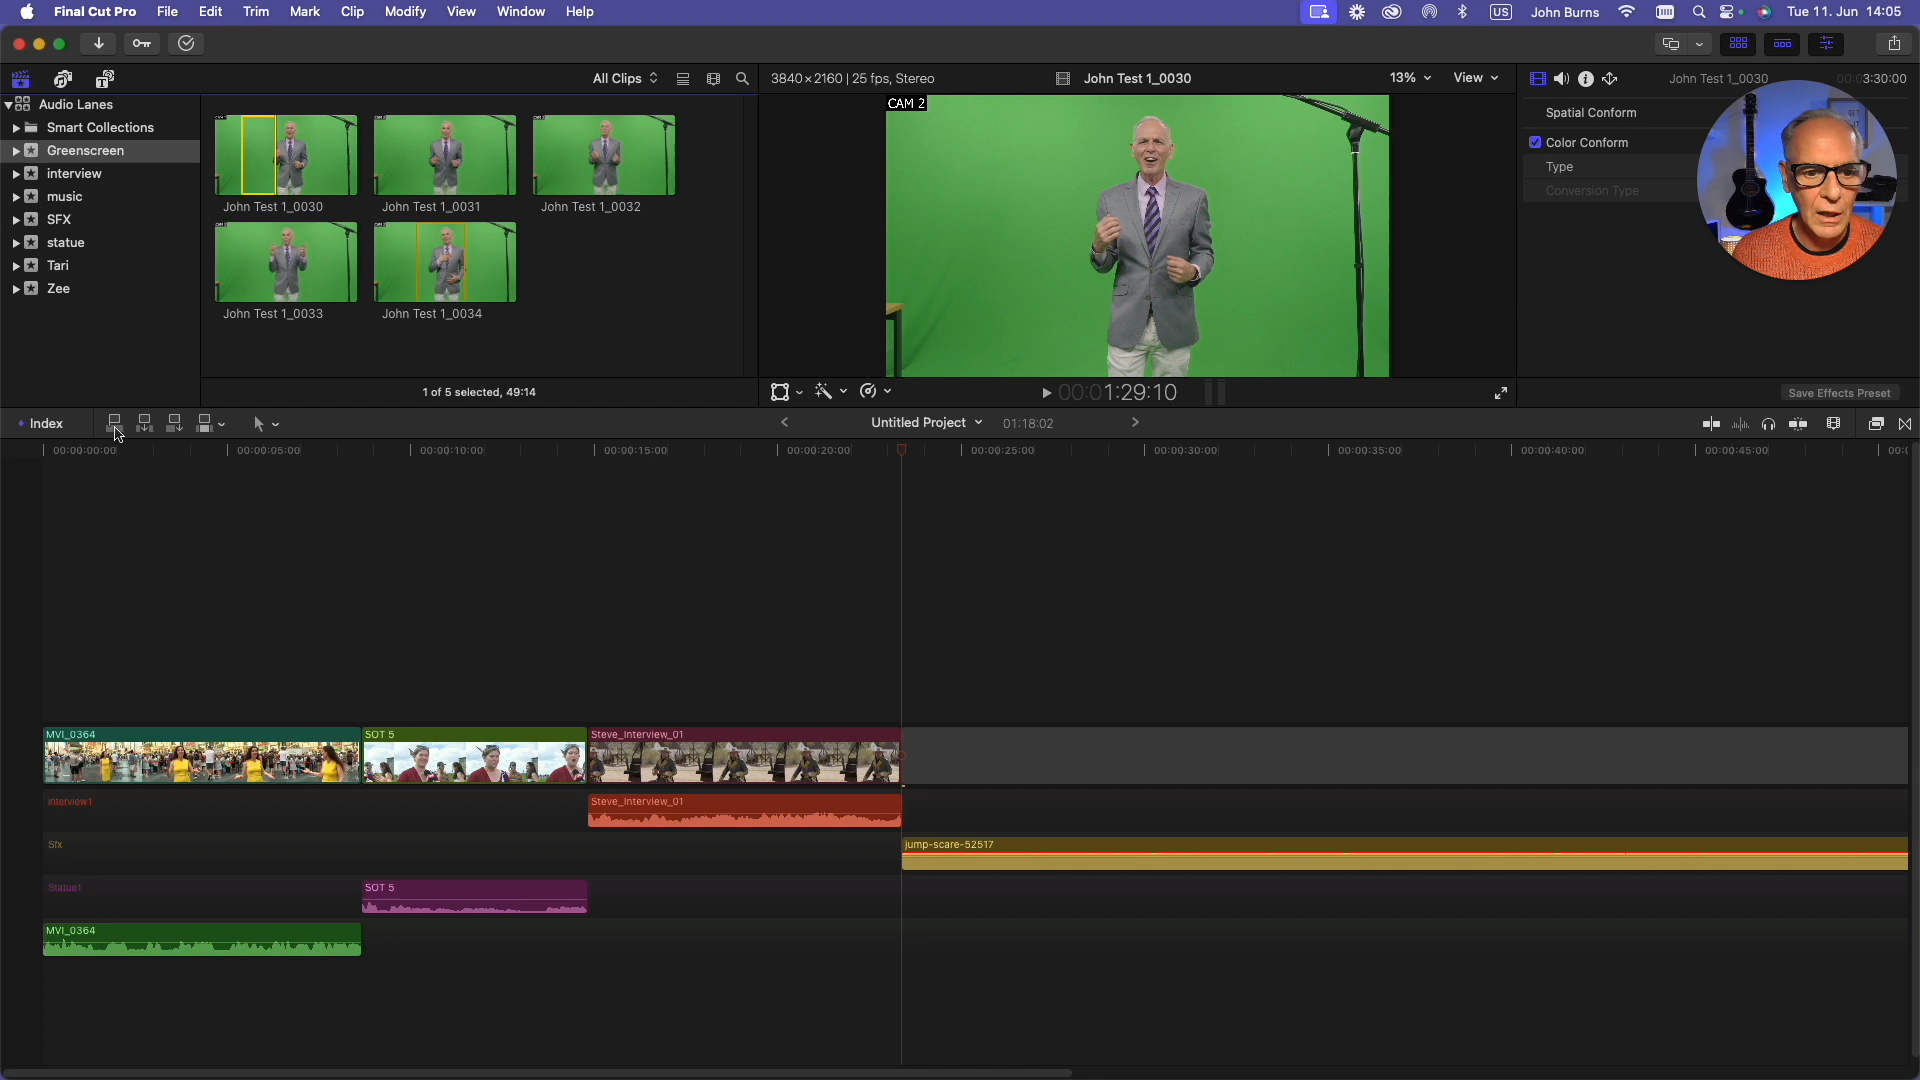 Final Cut Pro File Edit Trim Mark Clip Modify View Window Help US John Burns Tue 11. Jun 14:05
All Clips 3840 × 2160 | 25 fps, Stereo John Test 1_0030 13% View John Test 1_0030 3:30:00
Audio Lanes
Smart Collections
Greenscreen
interview
music
SFX
statue
Tari
Zee
John Test 1_0030 John Test 1_0031 John Test 1_0032
John Test 1_0033 John Test 1_0034
1 of 5 selected, 49:14
CAM 2
00:01:29:10
Spatial Conform
Color Conform
Type
Conversion Type
Save Effects Preset
Index Untitled Project 01:18:02
00:00:00:00 00:00:05:00 00:00:10:00 00:00:15:00 00:00:20:00 00:00:25:00 00:00:30:00 00:00:35:00 00:00:40:00 00:00:45:00
MVI_0364 SOT 5 Steve_Interview_01
Interview1 Steve_Interview_01
Sfx jump-scare-52517
Statue1 SOT 5
MVI_0364